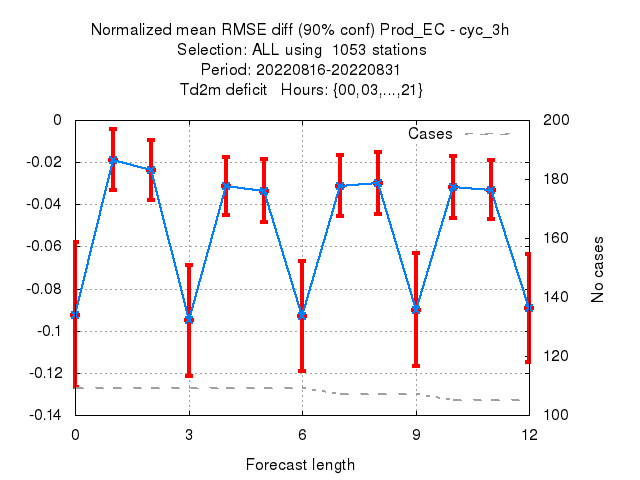 Normalized mean RMSE diff (90% conf) Prod_EC - cyc_3h
Selection: ALL using  1053 stations
Period: 20220816-20220831
Td2m deficit   Hours: {00,03,...,21}
Cases
0
-0.02
-0.04
-0.06
-0.08
-0.1
-0.12
-0.14
200
180
160
140
120
100
No cases
0 3 6 9 12
Forecast length